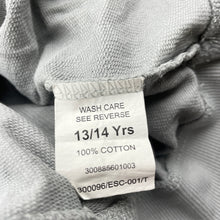 WASH CARE
SEE REVERSE
13/14 Yrs
100% COTTON
300885601003
300096/ESC-001/T